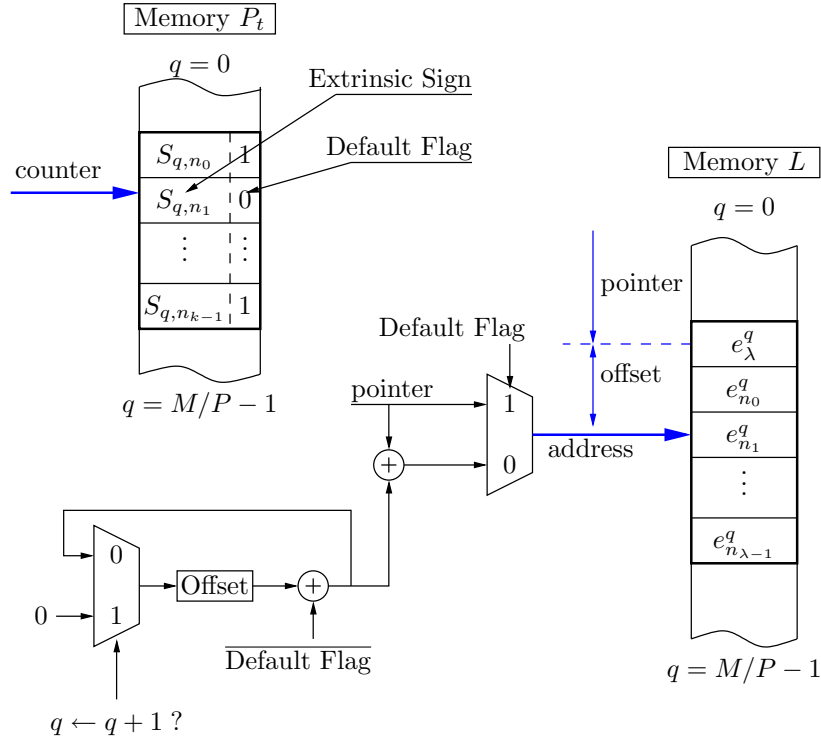 Memory P_t
q = 0
Extrinsic Sign
S_{q,n_0} 1
Default Flag
counter
S_{q,n_1} 0
⋮ ⋮
S_{q,n_{k−1}} 1
q = M/P − 1
Memory L
q = 0
pointer
offset
e^q_λ
e^q_{n_0}
e^q_{n_1}
⋮
e^q_{n_{λ−1}}
q = M/P − 1
Default Flag
pointer
1
0
+
address
0
1
0
Offset
+
\overline{Default Flag}
q ← q + 1 ?